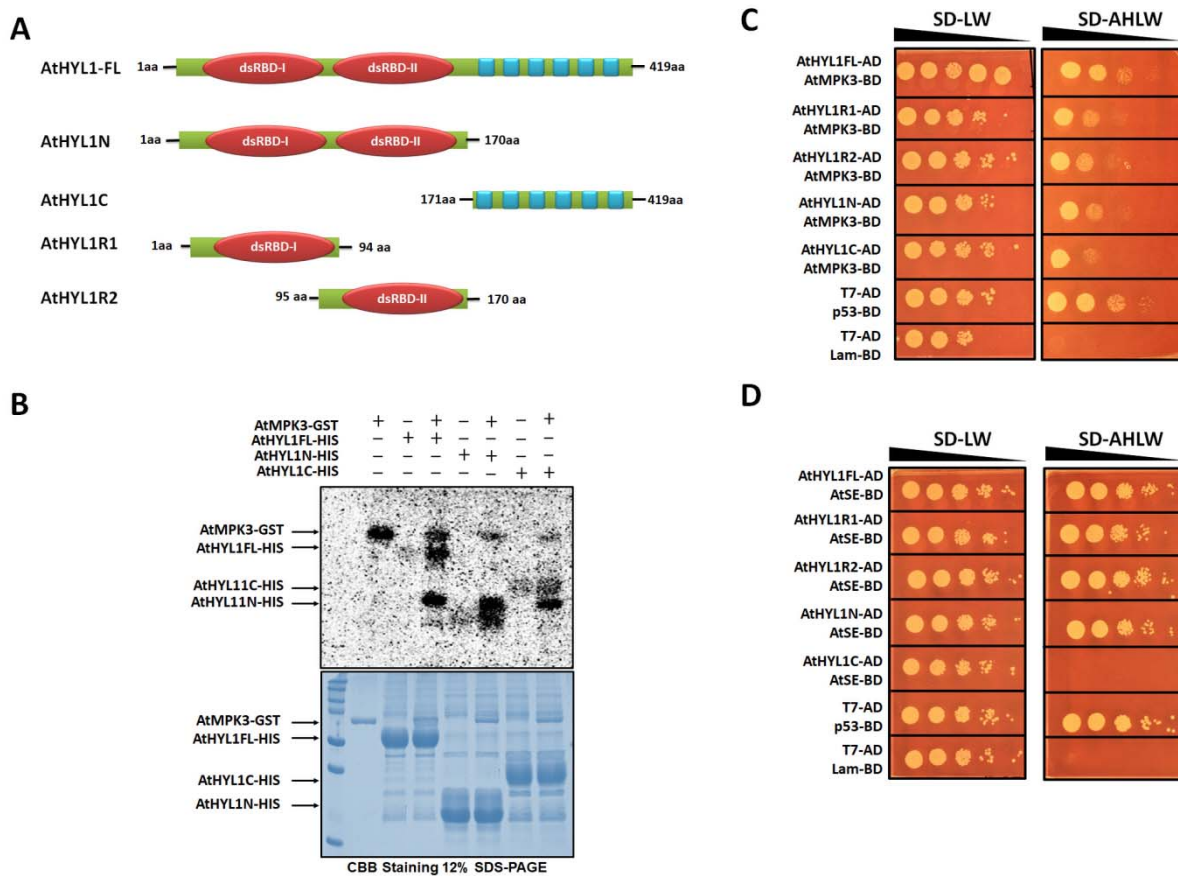 A
AtHYL1-FL 1aa dsRBD-I dsRBD-II 419aa
AtHYL1N 1aa dsRBD-I dsRBD-II 170aa
AtHYL1C 171aa 419aa
AtHYL1R1 1aa dsRBD-I 94 aa
AtHYL1R2 95 aa dsRBD-II 170 aa
B
AtMPK3-GST + − + − + − +
AtHYL1FL-HIS − + + − − − −
AtHYL1N-HIS − − − + + − −
AtHYL1C-HIS − − − − − + +
AtMPK3-GST
AtHYL1FL-HIS
AtHYL11C-HIS
AtHYL11N-HIS
AtMPK3-GST
AtHYL1FL-HIS
AtHYL1C-HIS
AtHYL1N-HIS
CBB Staining 12% SDS-PAGE
C
SD-LW SD-AHLW
AtHYL1FL-AD
AtMPK3-BD
AtHYL1R1-AD
AtMPK3-BD
AtHYL1R2-AD
AtMPK3-BD
AtHYL1N-AD
AtMPK3-BD
AtHYL1C-AD
AtMPK3-BD
T7-AD
p53-BD
T7-AD
Lam-BD
D
SD-LW SD-AHLW
AtHYL1FL-AD
AtSE-BD
AtHYL1R1-AD
AtSE-BD
AtHYL1R2-AD
AtSE-BD
AtHYL1N-AD
AtSE-BD
AtHYL1C-AD
AtSE-BD
T7-AD
p53-BD
T7-AD
Lam-BD